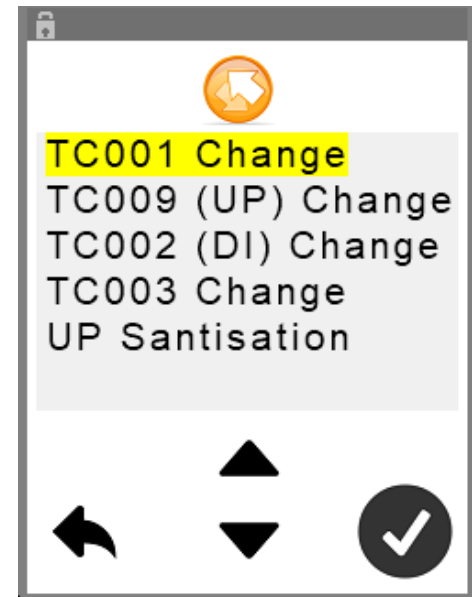 TC001 Change
TC009 (UP) Change
TC002 (DI) Change
TC003 Change
UP Santisation